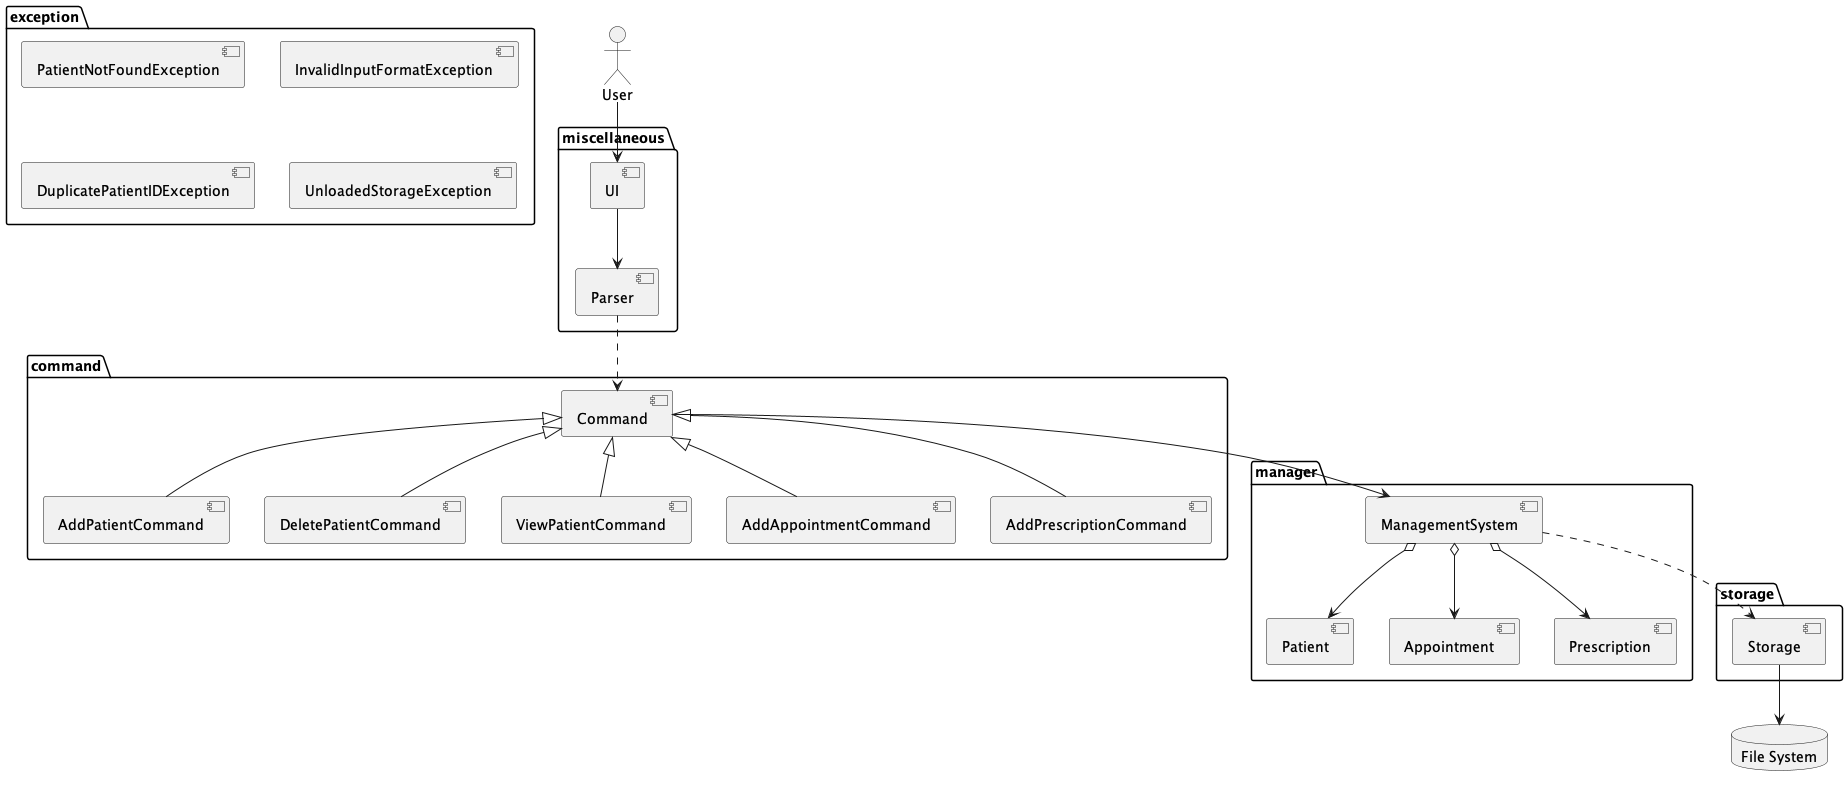 exception
PatientNotFoundException
InvalidInputFormatException
DuplicatePatientIDException
UnloadedStorageException
User
miscellaneous
UI
Parser
command
Command
AddPatientCommand
DeletePatientCommand
ViewPatientCommand
AddAppointmentCommand
AddPrescriptionCommand
manager
ManagementSystem
Patient
Appointment
Prescription
storage
Storage
File System